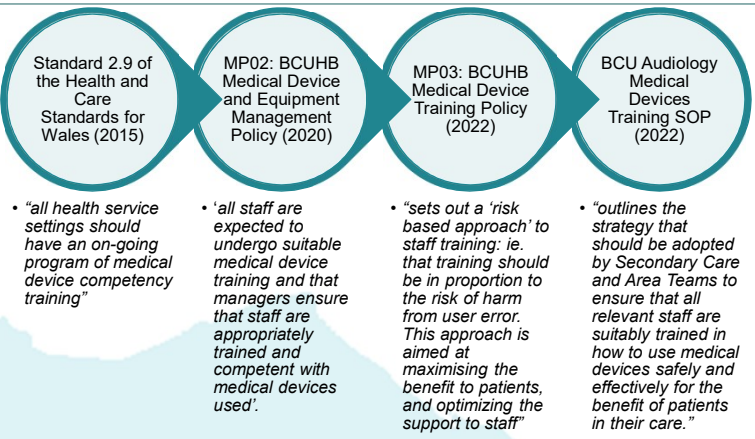 Standard 2.9 of
the Health and
Care
Standards for
Wales (2015)
MP02: BCUHB
Medical Device
and Equipment
Management
Policy (2020)
MP03: BCUHB
Medical Device
Training Policy
(2022)
BCU Audiology
Medical
Devices
Training SOP
(2022)
• “all health service
settings should
have an on-going
program of medical
device competency
training”
• ‘all staff are
expected to
undergo suitable
medical device
training and that
managers ensure
that staff are
appropriately
trained and
competent with
medical devices
used’.
• “sets out a ‘risk
based approach’ to
staff training: ie.
that training should
be in proportion to
the risk of harm
from user error.
This approach is
aimed at
maximising the
benefit to patients,
and optimizing the
support to staff”
• “outlines the
strategy that
should be adopted
by Secondary Care
and Area Teams to
ensure that all
relevant staff are
suitably trained in
how to use medical
devices safely and
effectively for the
benefit of patients
in their care.”